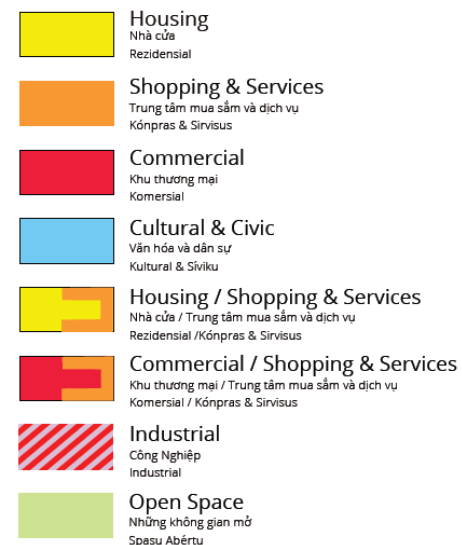 Housing
Nhà cửa
Rezidensial
Shopping & Services
Trung tâm mua sắm và dịch vụ
Kónpras & Sirvisus
Commercial
Khu thương mại
Komersial
Cultural & Civic
Văn hóa và dân sự
Kultural & Síviku
Housing / Shopping & Services
Nhà cửa / Trung tâm mua sắm và dịch vụ
Rezidensial /Kónpras & Sirvisus
Commercial / Shopping & Services
Khu thương mại / Trung tâm mua sắm và dịch vụ
Komersial / Kónpras & Sirvisus
Industrial
Công Nghiệp
Industrial
Open Space
Những không gian mở
Spasu Abértu